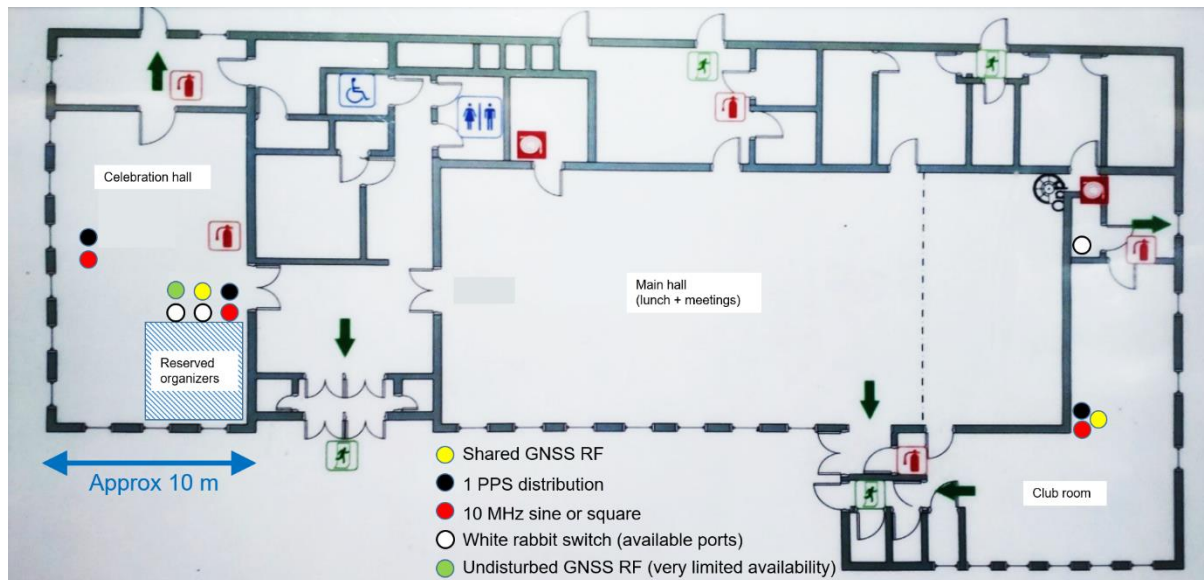 Celebration hall
Main hall
(lunch + meetings)
Reserved
organizers
Approx 10 m
Shared GNSS RF
1 PPS distribution
10 MHz sine or square
White rabbit switch (available ports)
Undisturbed GNSS RF (very limited availability)
Club room